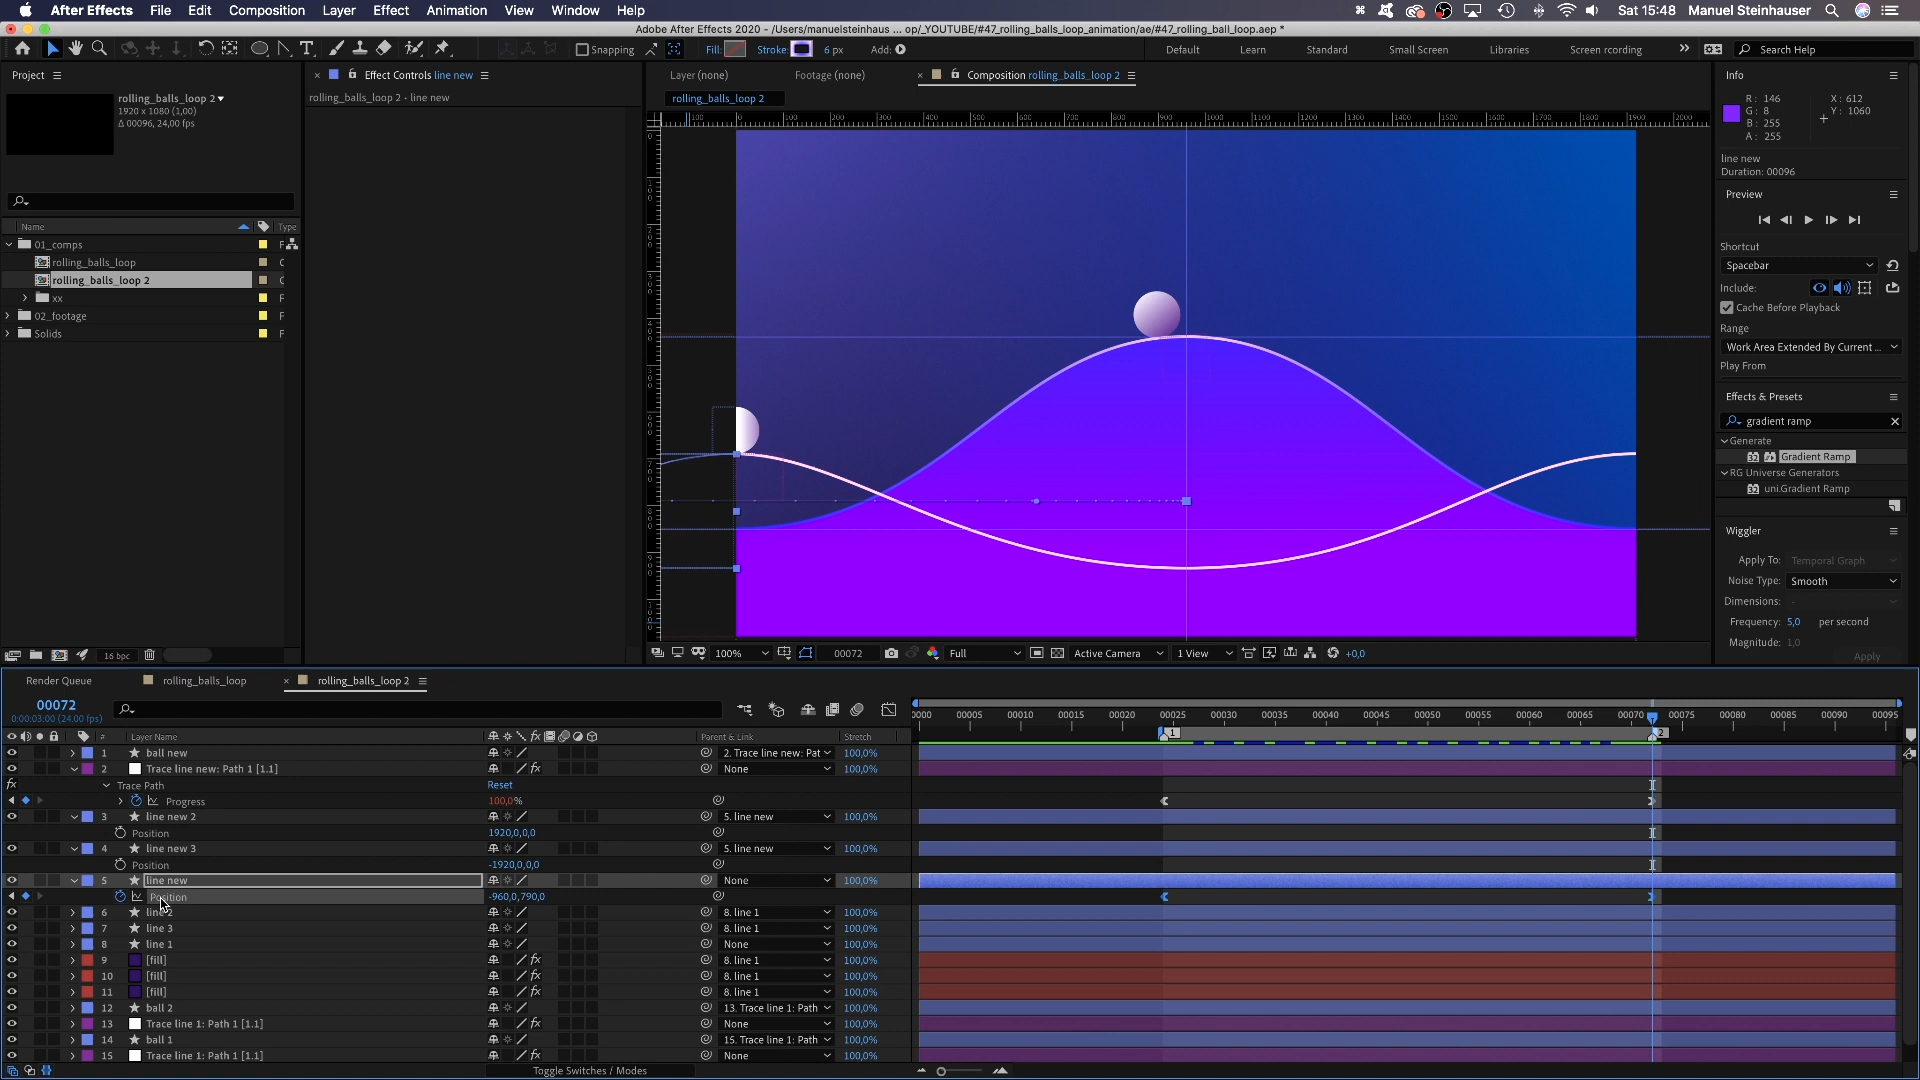 After Effects File Edit Composition Layer Effect Animation View Window Help Sat 15:48 Manuel Steinhauser
Adobe After Effects 2020 - /Users/manuelsteinhaus ... op/_YOUTUBE/#47_rolling_balls_loop_animation/ae/#47_rolling_ball_loop.aep *
Snapping Fill: Stroke: 6 px Add: Default Learn Standard Small Screen Libraries Screen rcording Search Help
Project
rolling_balls_loop 2
1920 x 1080 (1,00)
Δ 00096, 24,00 fps
Name Type
01_comps
rolling_balls_loop
rolling_balls_loop 2
xx
02_footage
Solids
16 bpc
Effect Controls line new
rolling_balls_loop 2 • line new
Layer (none) Footage (none) Composition rolling_balls_loop 2
rolling_balls_loop 2
100% 00072 Full Active Camera 1 View +0,0
Info
R: 146 X: 612
G: 8 Y: 1060
B: 255
A: 255
line new
Duration: 00096
Preview
Shortcut
Spacebar
Include:
Cache Before Playback
Range
Work Area Extended By Current ...
Play From
Effects & Presets
gradient ramp
Generate
Gradient Ramp
RG Universe Generators
uni.Gradient Ramp
Wiggler
Apply To: Temporal Graph
Noise Type: Smooth
Dimensions: -
Frequency: 5,0 per second
Magnitude: 1,0
Apply
Render Queue rolling_balls_loop rolling_balls_loop 2
00072
0:00:03:00 (24.00 fps)
0000 00005 00010 00015 00020 00025 00030 00035 00040 00045 00050 00055 00060 00065 00070 00075 00080 00085 00090 00095
# Layer Name Parent & Link Stretch
1 2
1 ball new 2. Trace line new: Pat 100,0%
2 Trace line new: Path 1 [1.1] None 100,0%
Trace Path Reset
Progress 100,0%
3 line new 2 5. line new 100,0%
Position 1920,0,0,0
4 line new 3 5. line new 100,0%
Position -1920,0,0,0
5 line new None 100,0%
Position -960,0,790,0
6 line 2 8. line 1 100,0%
7 line 3 8. line 1 100,0%
8 line 1 None 100,0%
9 [fill] 8. line 1 100,0%
10 [fill] 8. line 1 100,0%
11 [fill] 8. line 1 100,0%
12 ball 2 13. Trace line 1: Path 100,0%
13 Trace line 1: Path 1 [1.1] None 100,0%
14 ball 1 15. Trace line 1: Path 100,0%
15 Trace line 1: Path 1 [1.1] None 100,0%
Toggle Switches / Modes